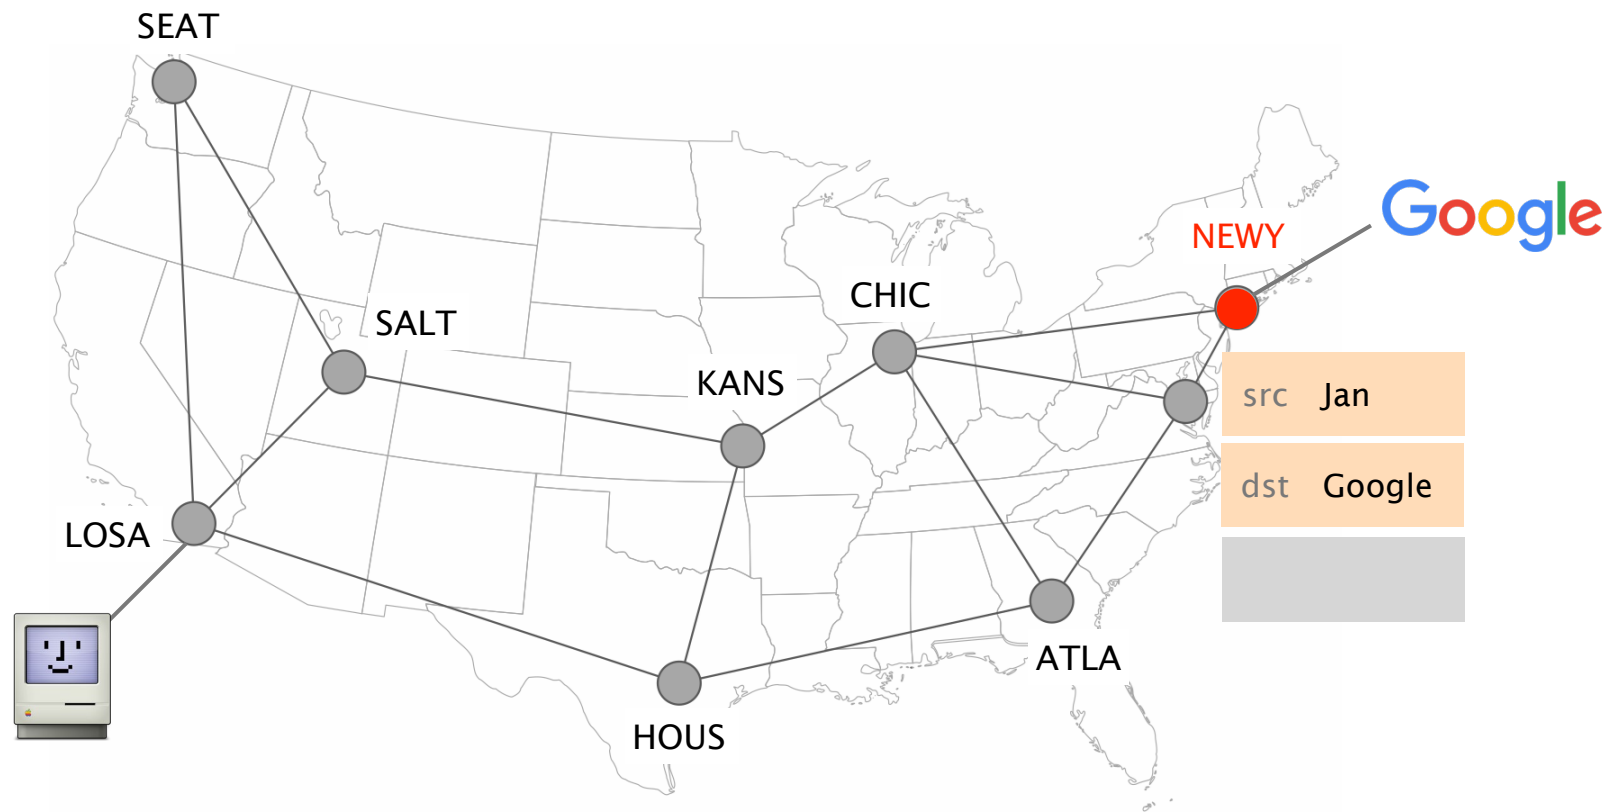 SEAT
Google
NEWY
CHIC
SALT
KANS
src Jan
dst Google
LOSA
ATLA
HOUS